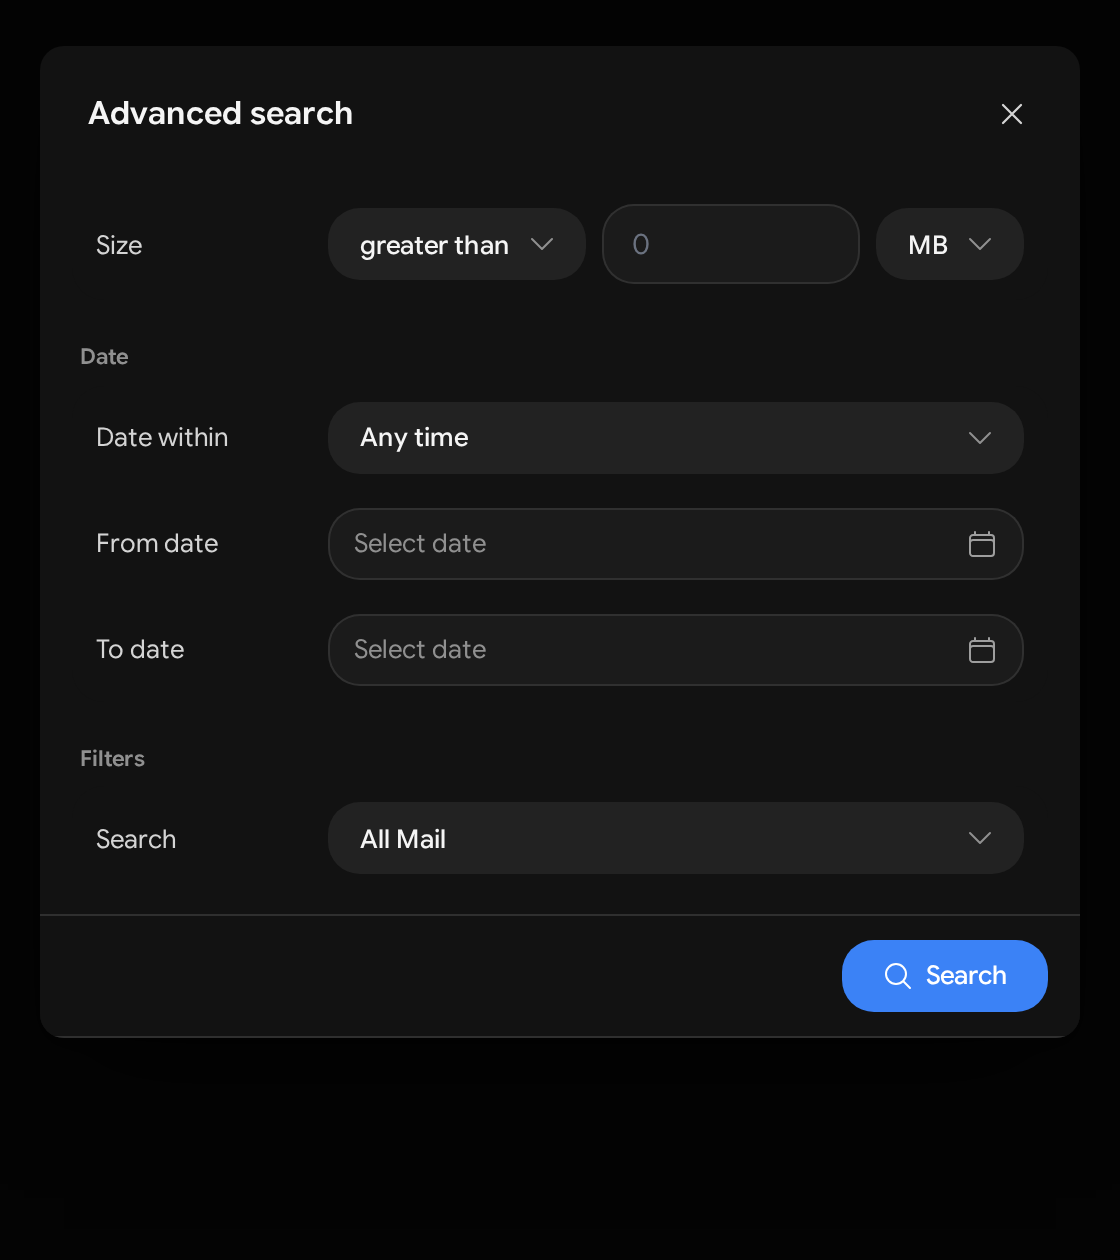 Advanced search
Size greater than 0 MB
Date
Date within Any time
From date Select date
To date Select date
Filters
Search All Mail
Search